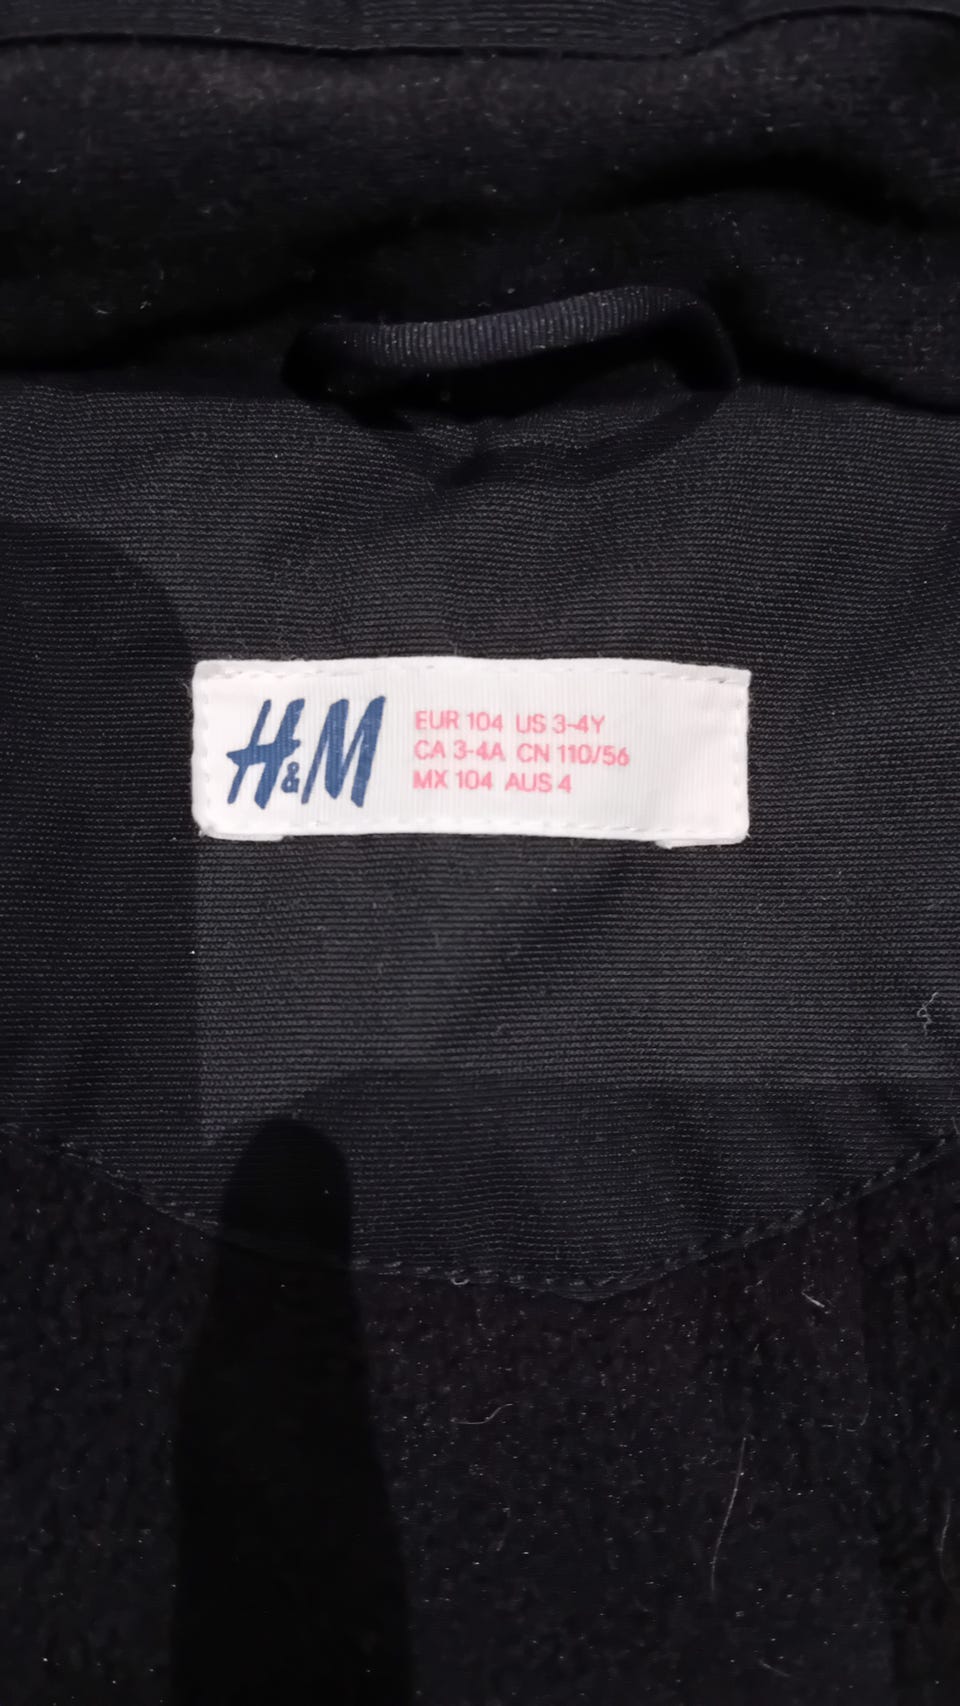 H&M
EUR 104 US 3-4Y
CA 3-4A CN 110/56
MX 104 AUS 4